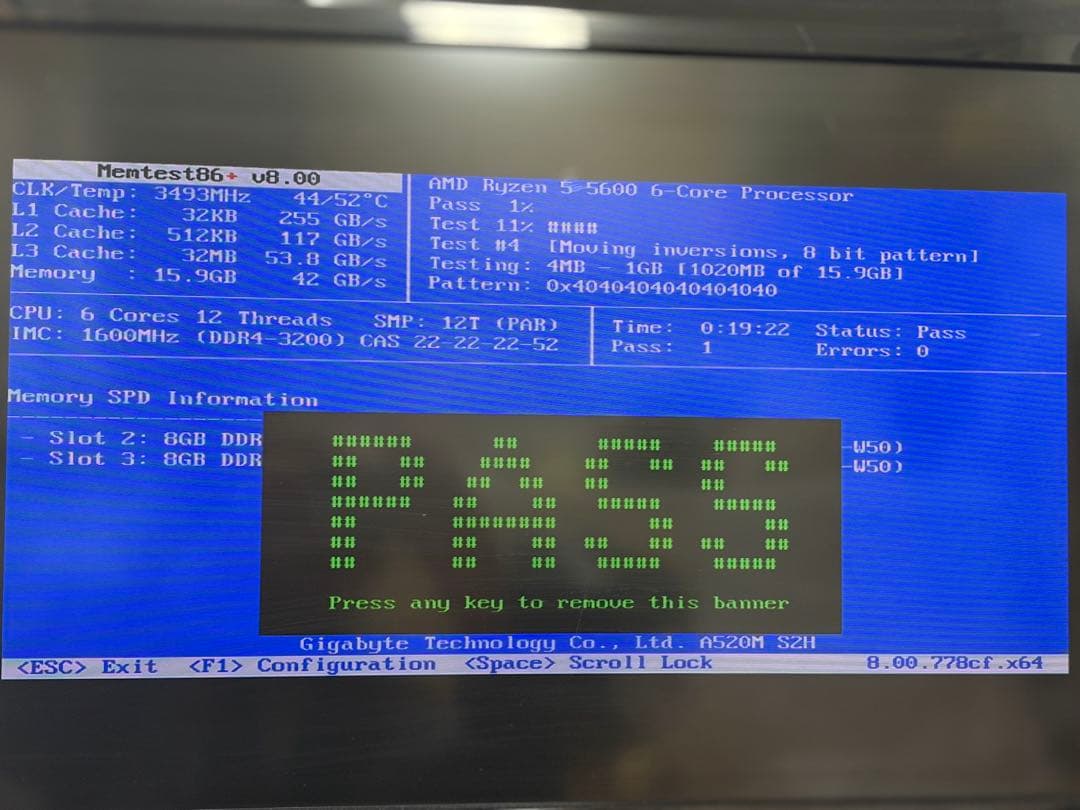 Memtest86+ v8.00
CLK/Temp: 3493MHz 44/52°C
L1 Cache: 32KB 255 GB/s
L2 Cache: 512KB 117 GB/s
L3 Cache: 32MB 53.8 GB/s
Memory : 15.9GB 42 GB/s
AMD Ryzen 5 5600 6-Core Processor
Pass 1%
Test 11% ####
Test #4 [Moving inversions, 8 bit pattern]
Testing: 4MB - 1GB [1020MB of 15.9GB]
Pattern: 0x4040404040404040
CPU: 6 Cores 12 Threads SMP: 12T (PAR)
IMC: 1600MHz (DDR4-3200) CAS 22-22-22-52
Time: 0:19:22 Status: Pass -
Pass: 1 Errors: 0
Memory SPD Information
- Slot 2: 8GB DDR -W50)
- Slot 3: 8GB DDR -W50)
PASS
Press any key to remove this banner
Gigabyte Technology Co., Ltd. A520M S2H
<ESC> Exit <F1> Configuration <Space> Scroll Lock 8.00.778cf.x64